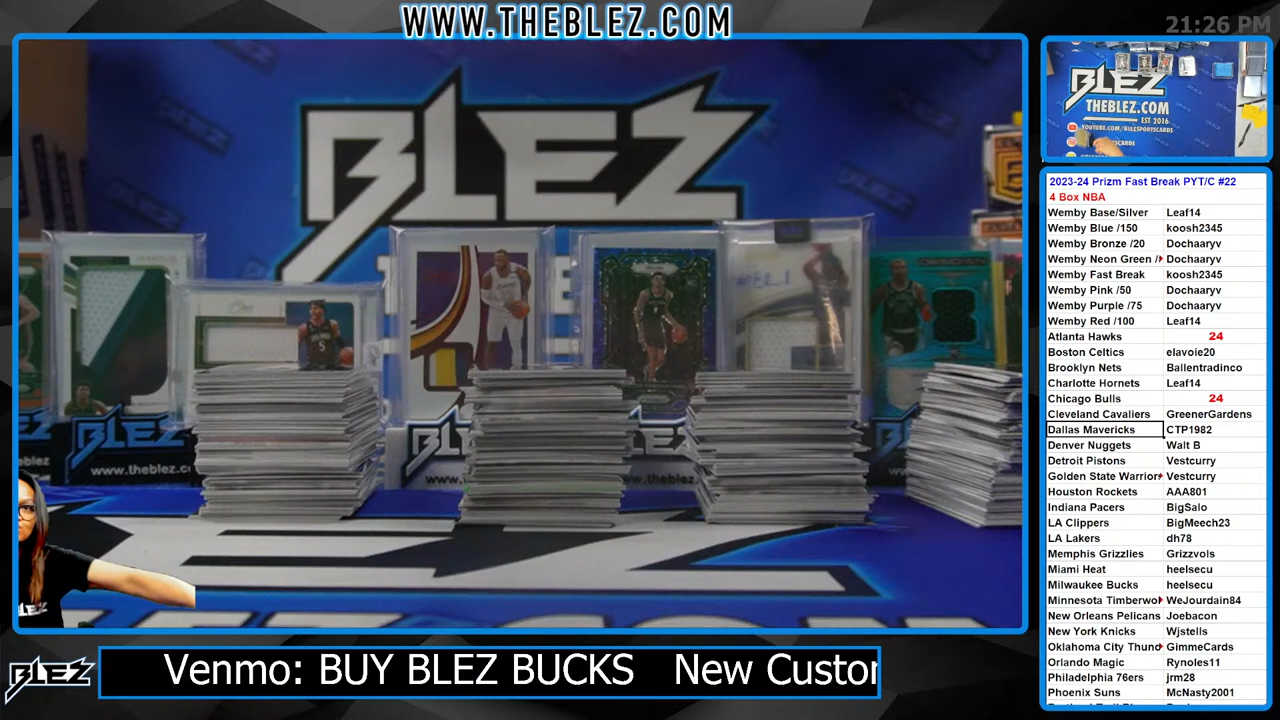 WWW.THEBLEZ.COM
21:26 PM
BLEZ
BLEZ
THEBLEZ.COM
EST 2016
YOUTUBE.COM/BLEZSPORTSCARDS
2023-24 Prizm Fast Break PYT/C #22
4 Box NBA
Wemby Base/Silver Leaf14
Wemby Blue /150 koosh2345
Wemby Bronze /20 Dochaaryv
Wemby Neon Green / Dochaaryv
Wemby Fast Break koosh2345
Wemby Pink /50 Dochaaryv
Wemby Purple /75 Dochaaryv
Wemby Red /100 Leaf14
Atlanta Hawks 24
Boston Celtics elavoie20
Brooklyn Nets Ballentradinco
Charlotte Hornets Leaf14
Chicago Bulls 24
Cleveland Cavaliers GreenerGardens
Dallas Mavericks CTP1982
Denver Nuggets Walt B
Detroit Pistons Vestcurry
Golden State Warrior Vestcurry
Houston Rockets AAA801
Indiana Pacers BigSalo
LA Clippers BigMeech23
LA Lakers dh78
Memphis Grizzlies Grizzvols
Miami Heat heelsecu
Milwaukee Bucks heelsecu
Minnesota Timberwo WeJourdain84
New Orleans Pelicans Joebacon
New York Knicks Wjstells
Oklahoma City Thund GimmeCards
Orlando Magic Rynoles11
Philadelphia 76ers jrm28
Phoenix Suns McNasty2001
OBSIDIAN
BLEZ
www.theblez.c
BLEZ
Venmo: BUY BLEZ BUCKS New Custor